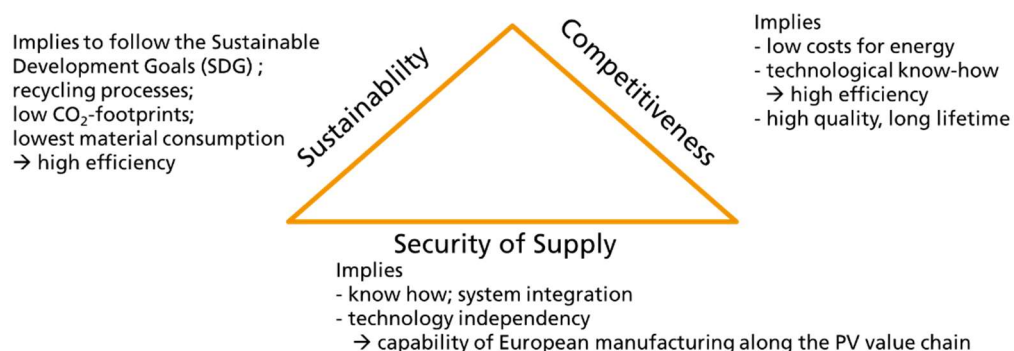 Implies to follow the Sustainable
Development Goals (SDG) ;
recycling processes;
low CO₂-footprints;
lowest material consumption
→ high efficiency
Sustainablilty
Competitiveness
Implies
- low costs for energy
- technological know-how
→ high efficiency
- high quality, long lifetime
Security of Supply
Implies
- know how; system integration
- technology independency
→ capability of European manufacturing along the PV value chain